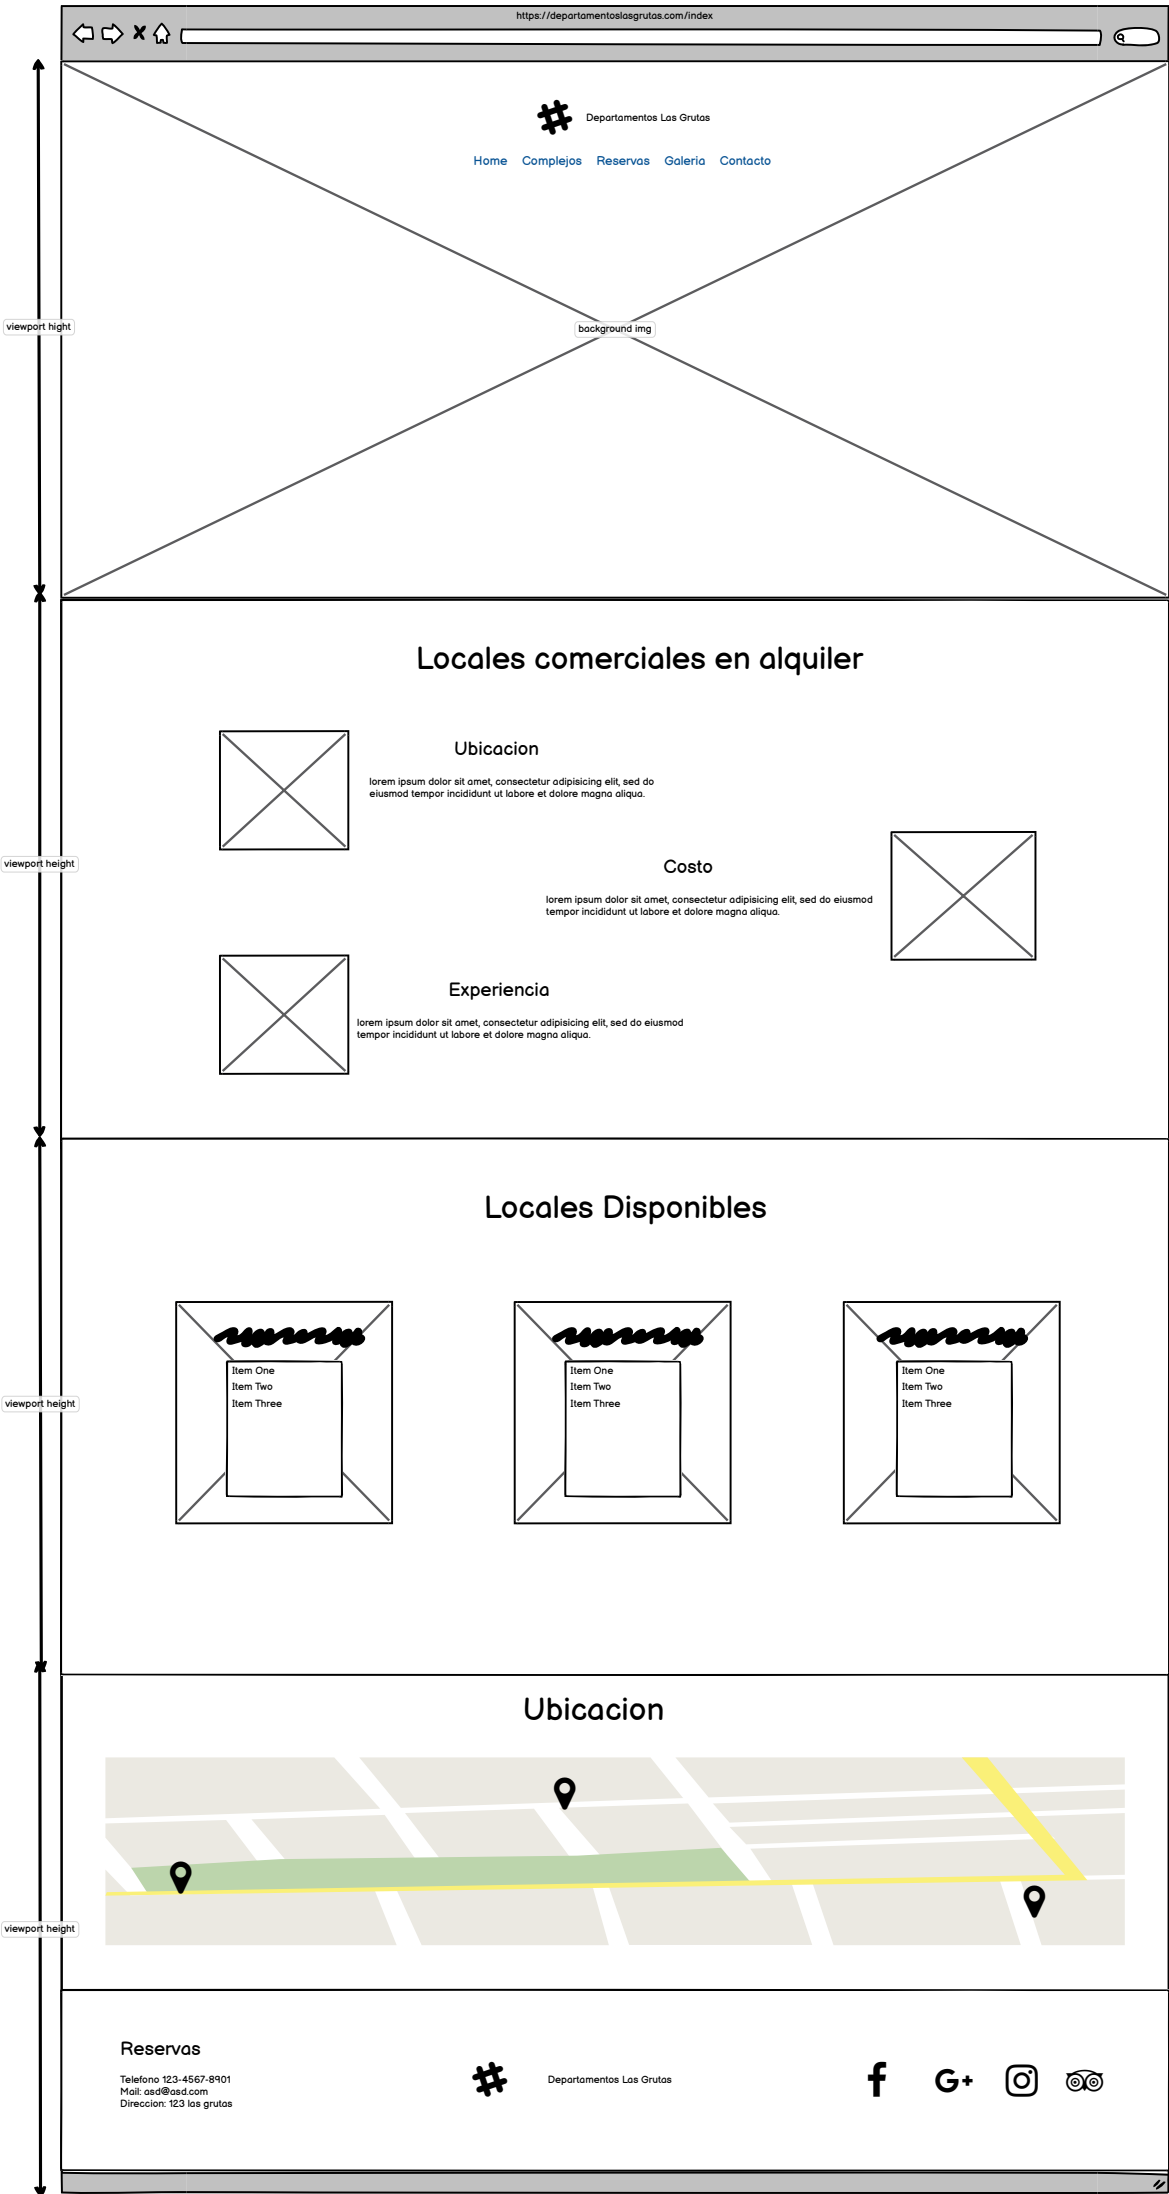 https://departamentoslasgrutas.com/index
Departamentos Las Grutas
Home Complejos Reservas Galeria Contacto
viewport hight
background img
Locales comerciales en alquiler
Ubicacion
lorem ipsum dolor sit amet, consectetur adipisicing elit, sed do
eiusmod tempor incididunt ut labore et dolore magna aliqua.
viewport height
Costo
lorem ipsum dolor sit amet, consectetur adipisicing elit, sed do eiusmod
tempor incididunt ut labore et dolore magna aliqua.
Experiencia
lorem ipsum dolor sit amet, consectetur adipisicing elit, sed do eiusmod
tempor incididunt ut labore et dolore magna aliqua.
Locales Disponibles
Item One
Item Two
Item Three
Item One
Item Two
Item Three
Item One
Item Two
Item Three
viewport height
Ubicacion
viewport height
Reservas
Telefono 123-4567-8901
Mail: asd@asd.com
Direccion: 123 las grutas
Departamentos Las Grutas